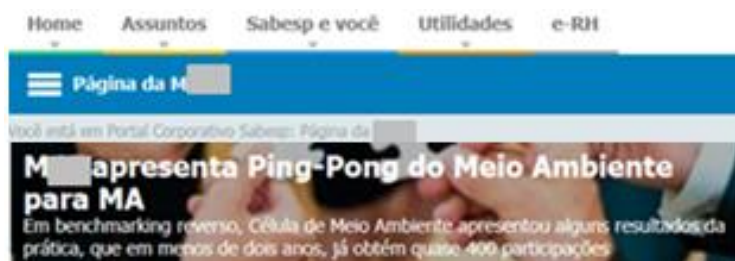 Home Assuntos Sabesp e você Utilidades e-RH
Página da M
Você está em Portal Corporativo Sabesp: Página da
M apresenta Ping-Pong do Meio Ambiente
para MA
Em benchmarking reverso, Célula de Meio Ambiente apresentou alguns resultados da
prática, que em menos de dois anos, já obtém quase 400 participações